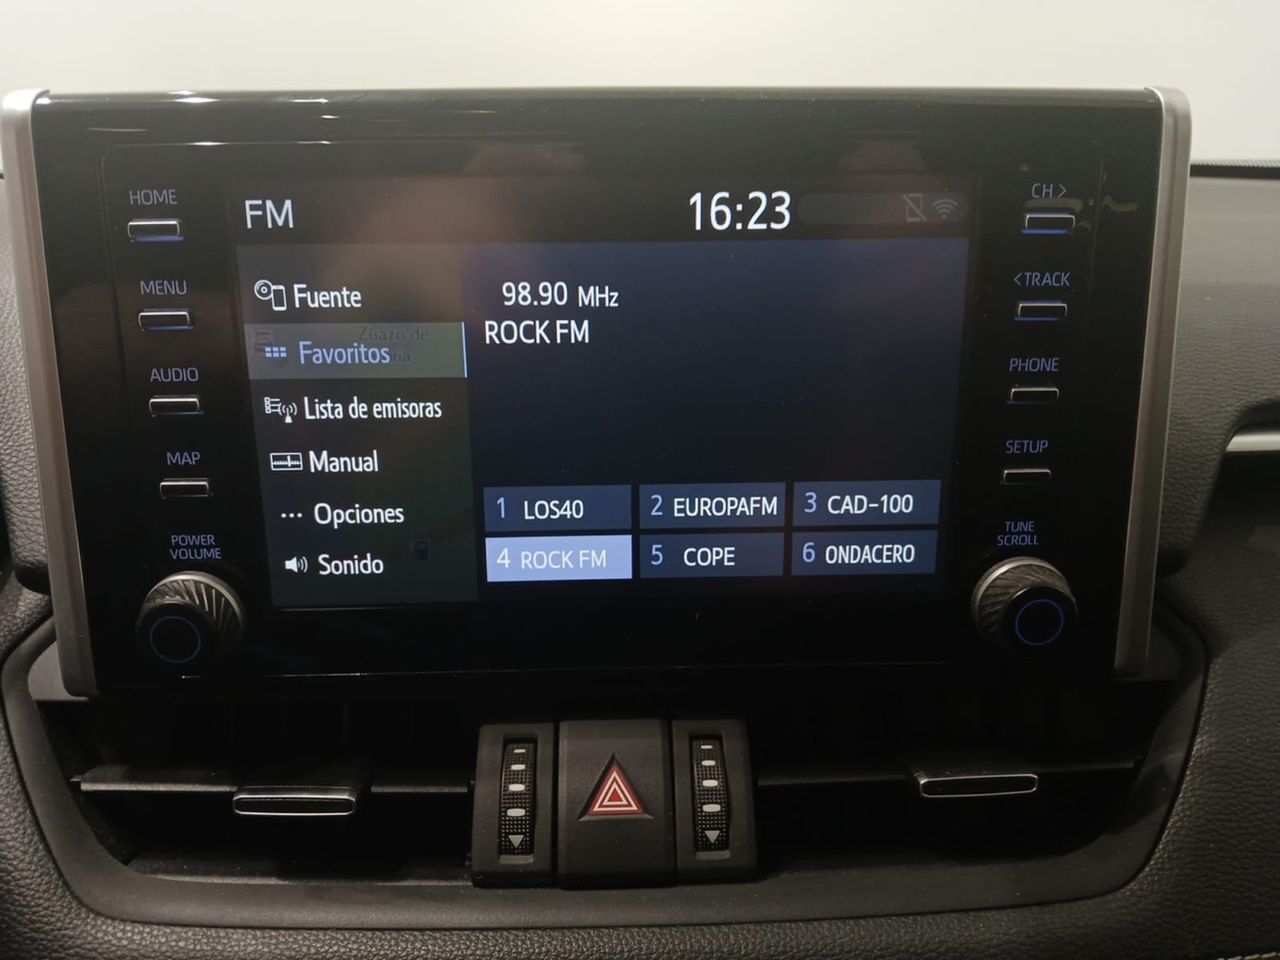 HOME
MENU
AUDIO
MAP
POWER
VOLUME
FM
16:23
Fuente
Zuazo de
Favoritos
Lista de emisoras
Manual
Opciones
Sonido
98.90 MHz
ROCK FM
1 LOS40
2 EUROPAFM
3 CAD-100
4 ROCK FM
5 COPE
6 ONDACERO
CH >
< TRACK
PHONE
SETUP
TUNE
SCROLL